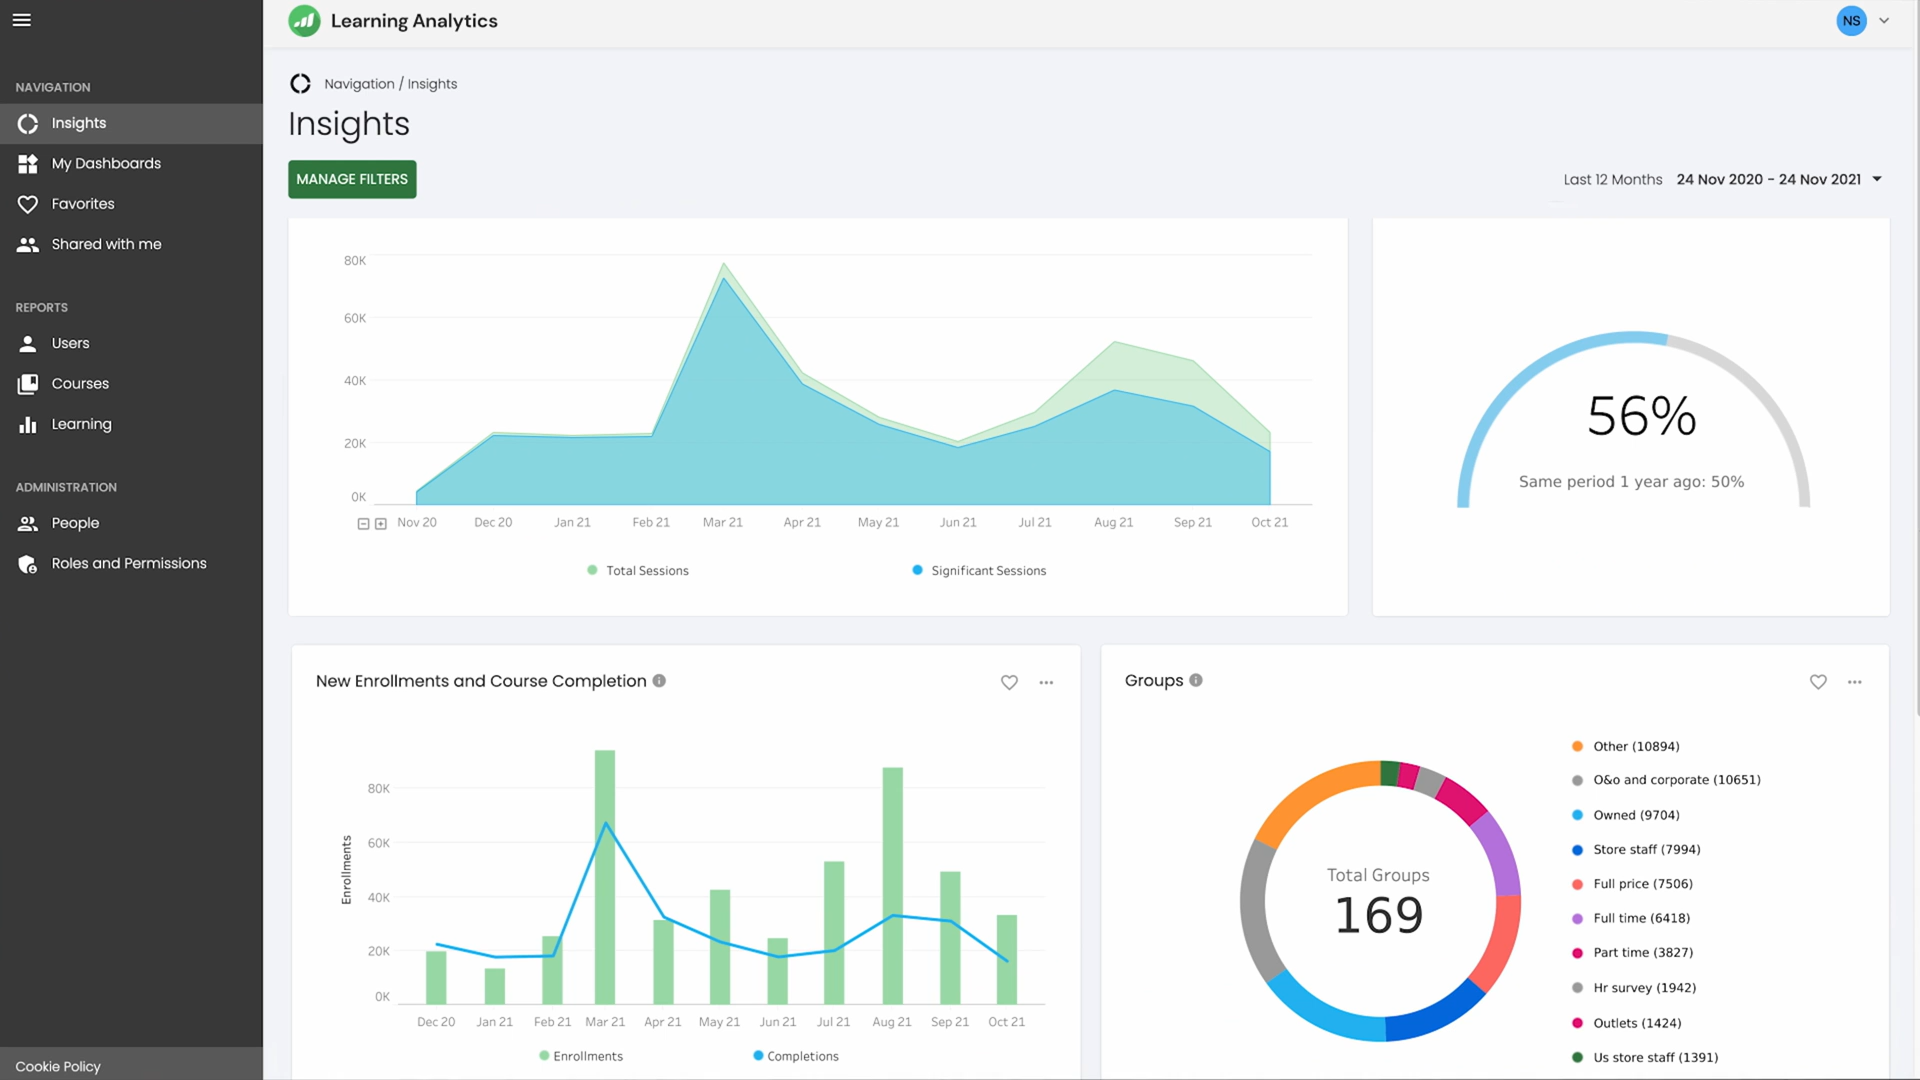 Learning Analytics
NS
NAVIGATION
Insights
My Dashboards
Favorites
Shared with me
REPORTS
Users
Courses
Learning
ADMINISTRATION
People
Roles and Permissions
Cookie Policy
Navigation / Insights
Insights
MANAGE FILTERS
Last 12 Months 24 Nov 2020 - 24 Nov 2021
80K
60K
40K
20K
0K
Nov 20 Dec 20 Jan 21 Feb 21 Mar 21 Apr 21 May 21 Jun 21 Jul 21 Aug 21 Sep 21 Oct 21
Total Sessions Significant Sessions
56%
Same period 1 year ago: 50%
New Enrollments and Course Completion
80K
60K
40K
20K
0K
Enrollments
Dec 20 Jan 21 Feb 21 Mar 21 Apr 21 May 21 Jun 21 Jul 21 Aug 21 Sep 21 Oct 21
Enrollments Completions
Groups
Total Groups
169
Other (10894)
O&o and corporate (10651)
Owned (9704)
Store staff (7994)
Full price (7506)
Full time (6418)
Part time (3827)
Hr survey (1942)
Outlets (1424)
Us store staff (1391)